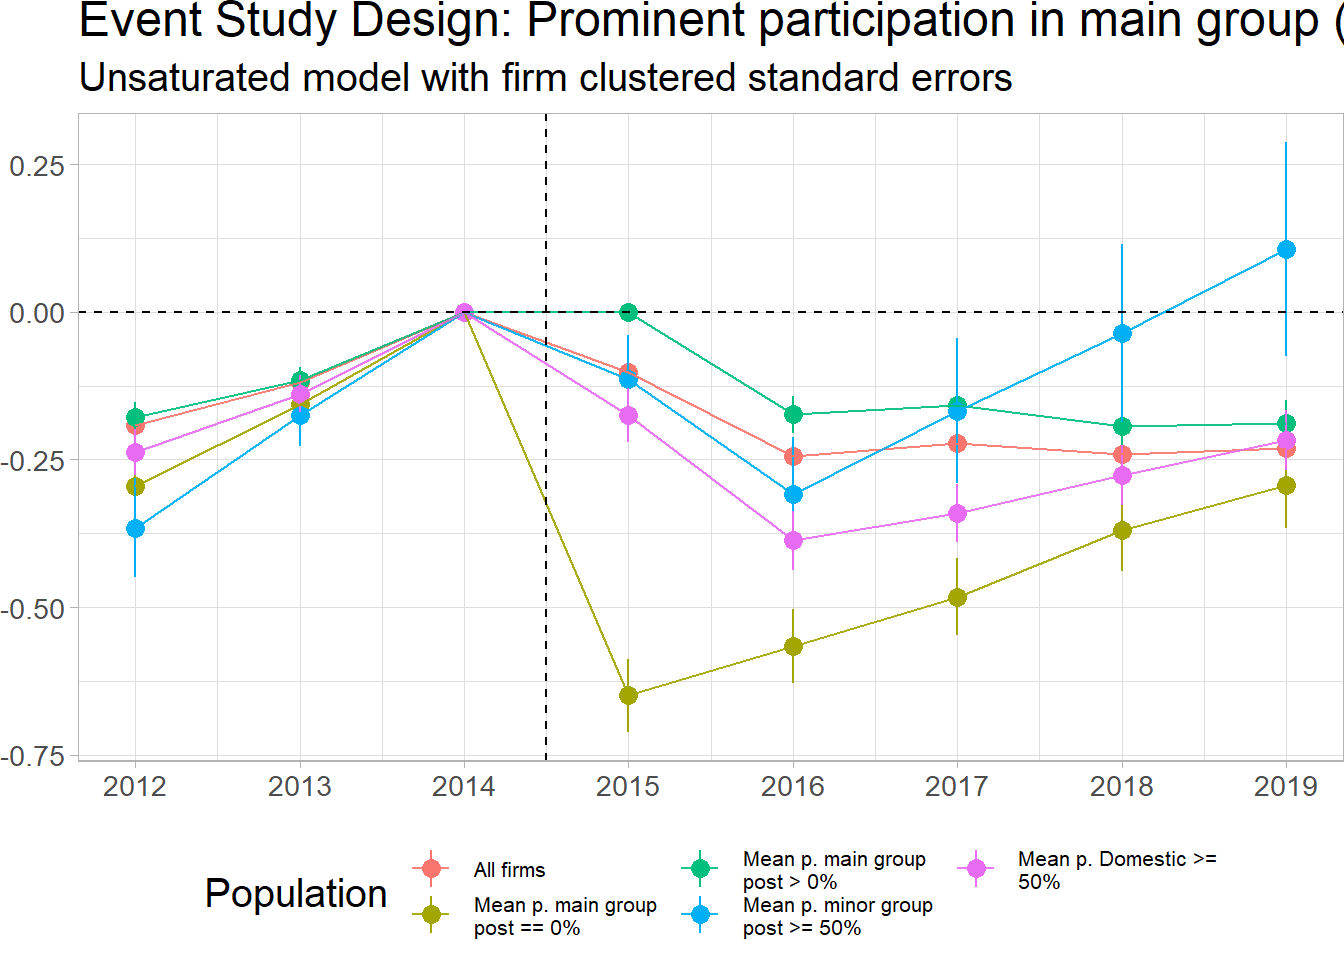 Event Study Design: Prominent participation in main group (
Unsaturated model with firm clustered standard errors
0.25
0.00
-0.25
-0.50
-0.75
2012 2013 2014 2015 2016 2017 2018 2019
Population
All firms
Mean p. main group
post == 0%
Mean p. main group
post > 0%
Mean p. minor group
post >= 50%
Mean p. Domestic >=
50%